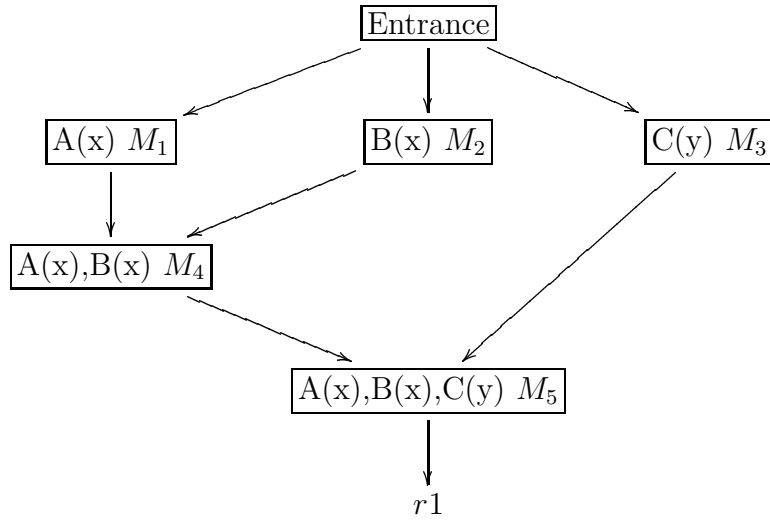 Entrance
A(x) M₁ B(x) M₂ C(y) M₃
A(x),B(x) M₄
A(x),B(x),C(y) M₅
r1